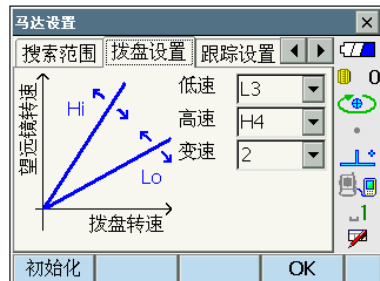 马达设置
搜索范围 拨盘设置 跟踪设置
0
低速 L3
高速 H4
变速 2
望远镜转速
Hi
Lo
拨盘转速
1
初始化 OK